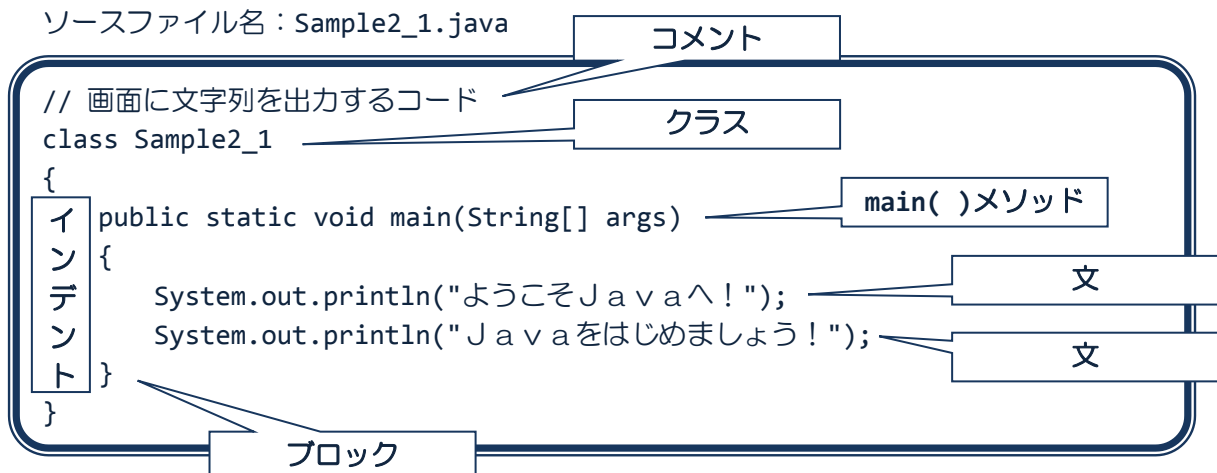 ソースファイル名：Sample2_1.java
コメント
// 画面に文字列を出力するコード
クラス
class Sample2_1
{
インデント
main( )メソッド
public static void main(String[] args)
{
文
System.out.println("ようこそＪａｖａへ！");
文
System.out.println("Ｊａｖａをはじめましょう！");
}
}
ブロック